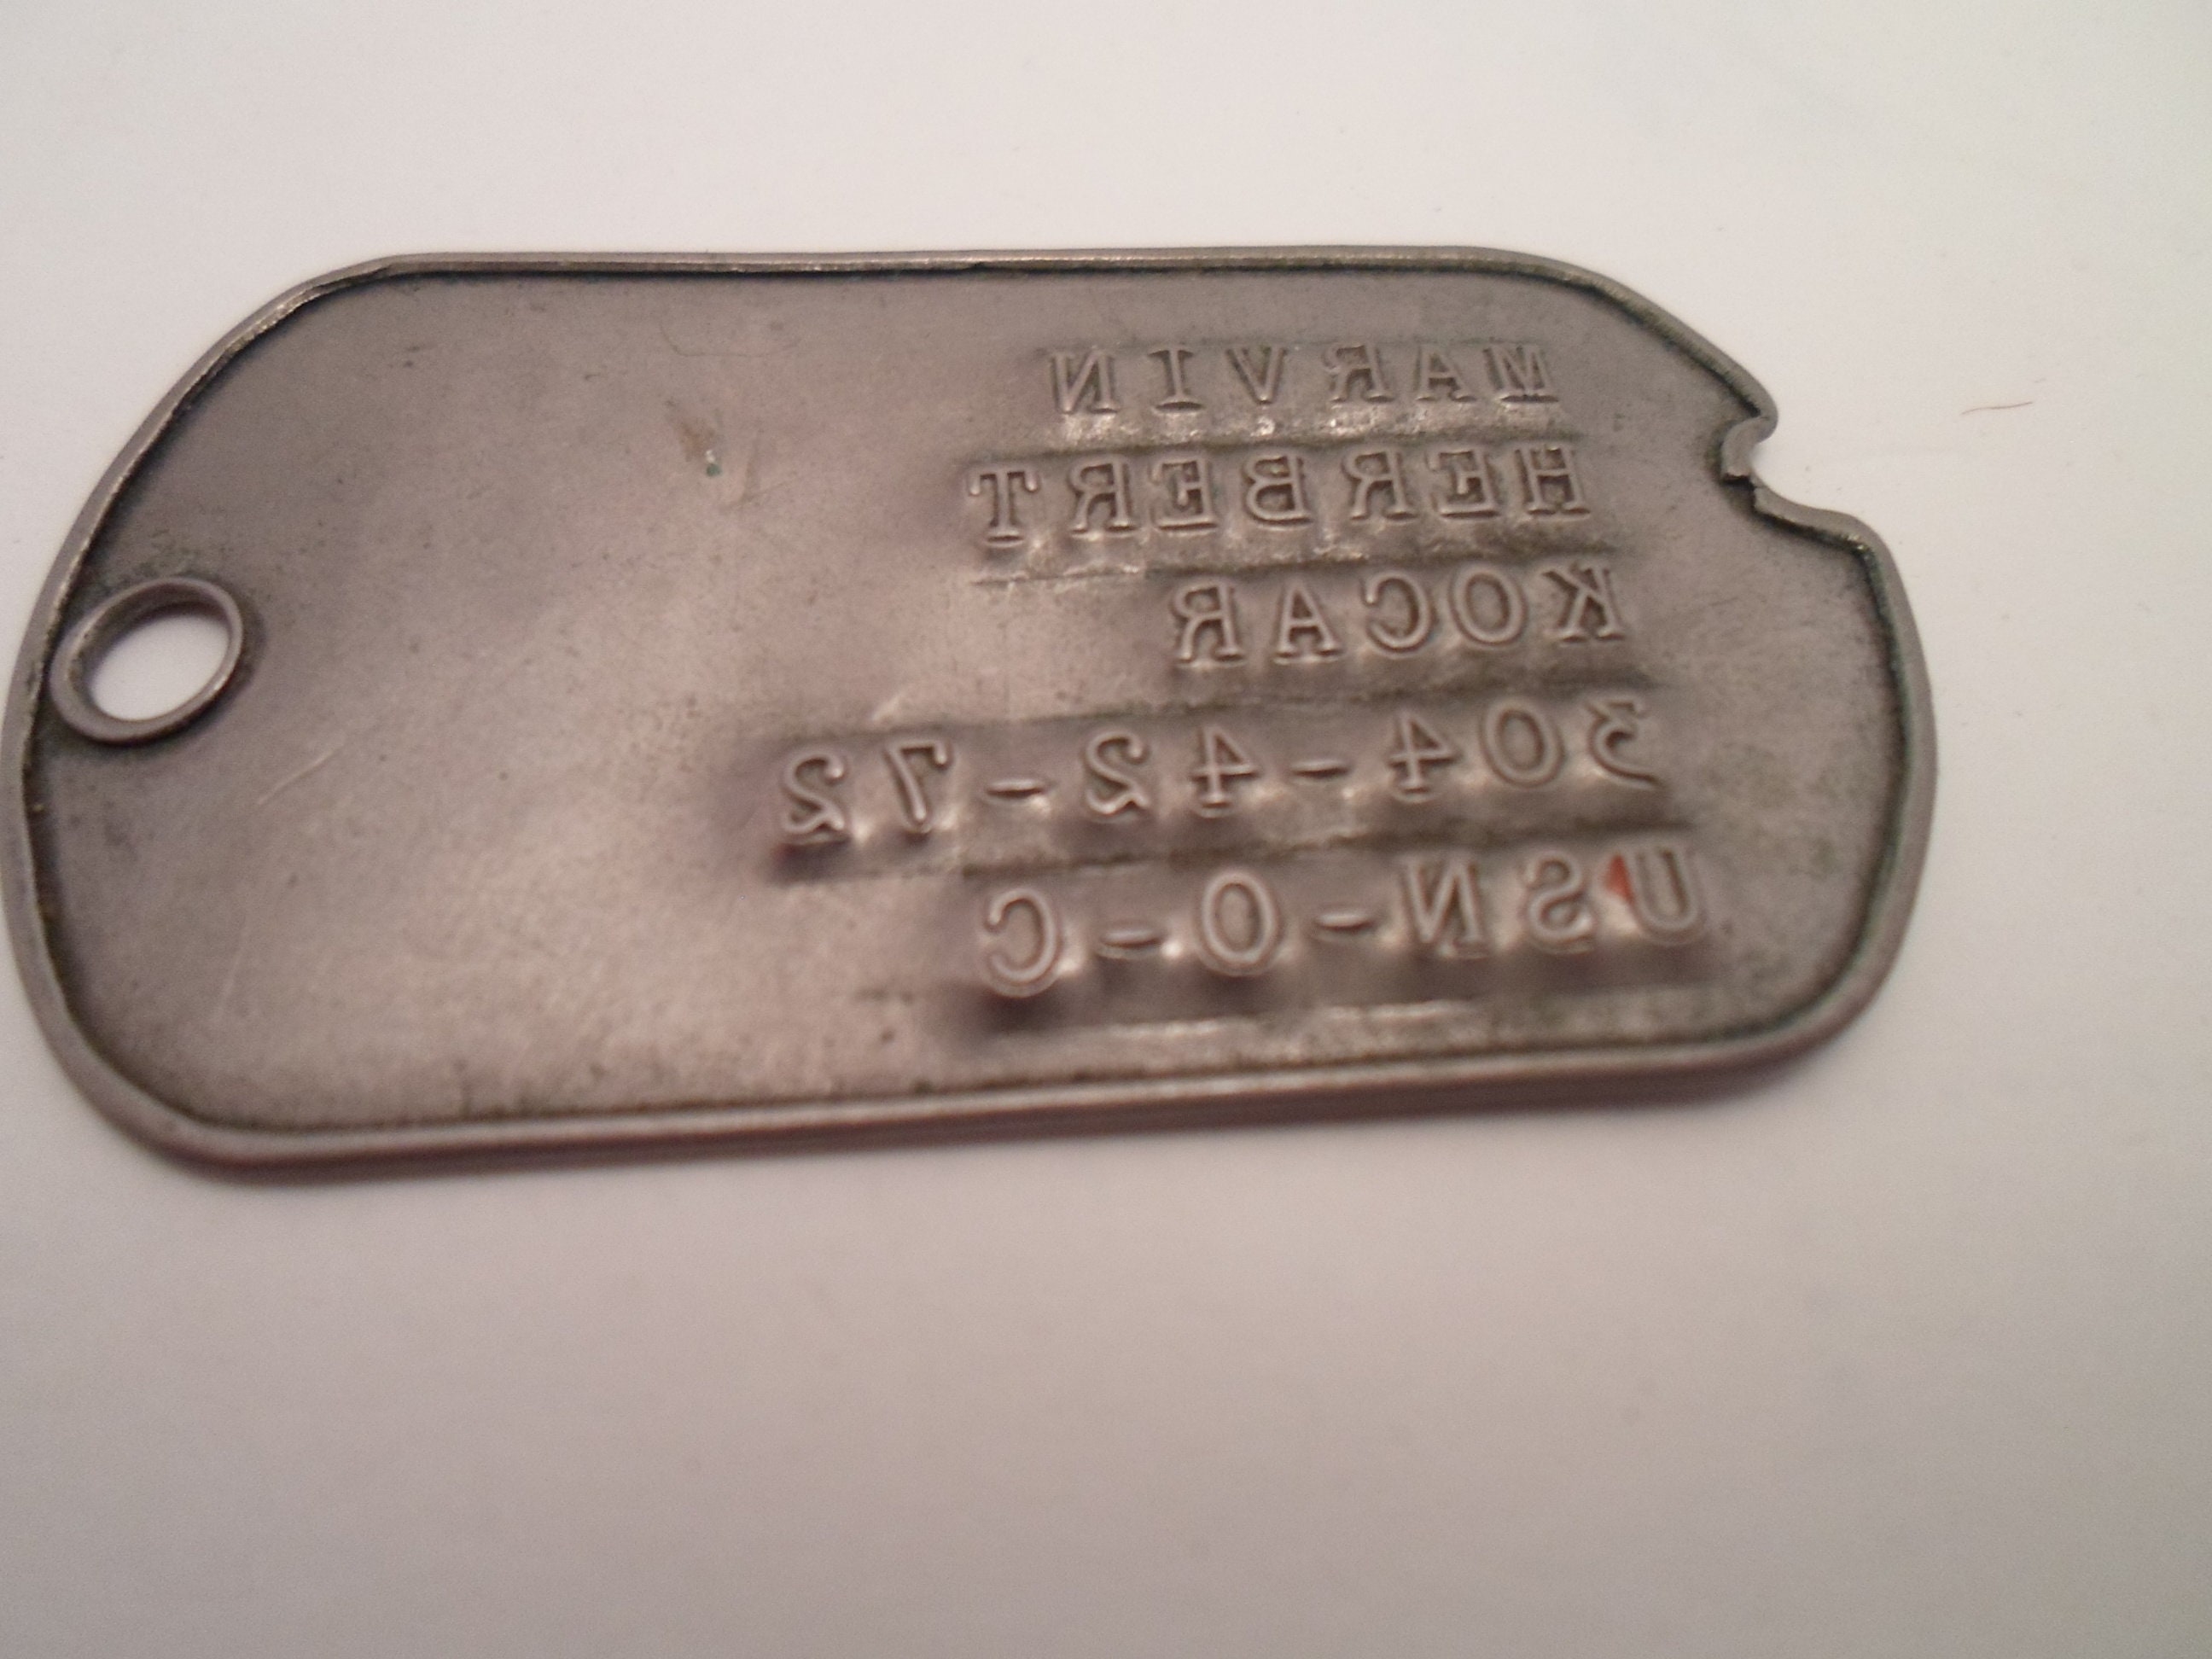 MARVIN
HERBERT
KOCAR
304-42-72
USN-O-C